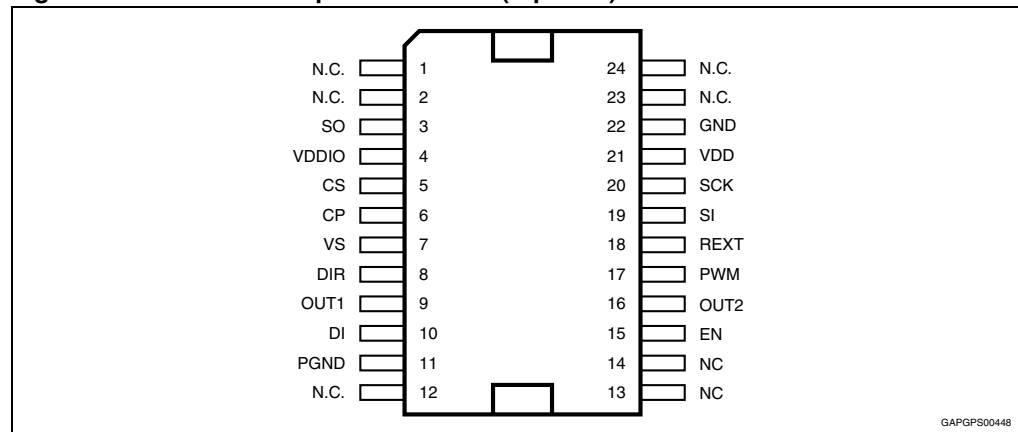 N.C. 1 24 N.C.
N.C. 2 23 N.C.
SO 3 22 GND
VDDIO 4 21 VDD
CS 5 20 SCK
CP 6 19 SI
VS 7 18 REXT
DIR 8 17 PWM
OUT1 9 16 OUT2
DI 10 15 EN
PGND 11 14 NC
N.C. 12 13 NC
GAPGPS00448